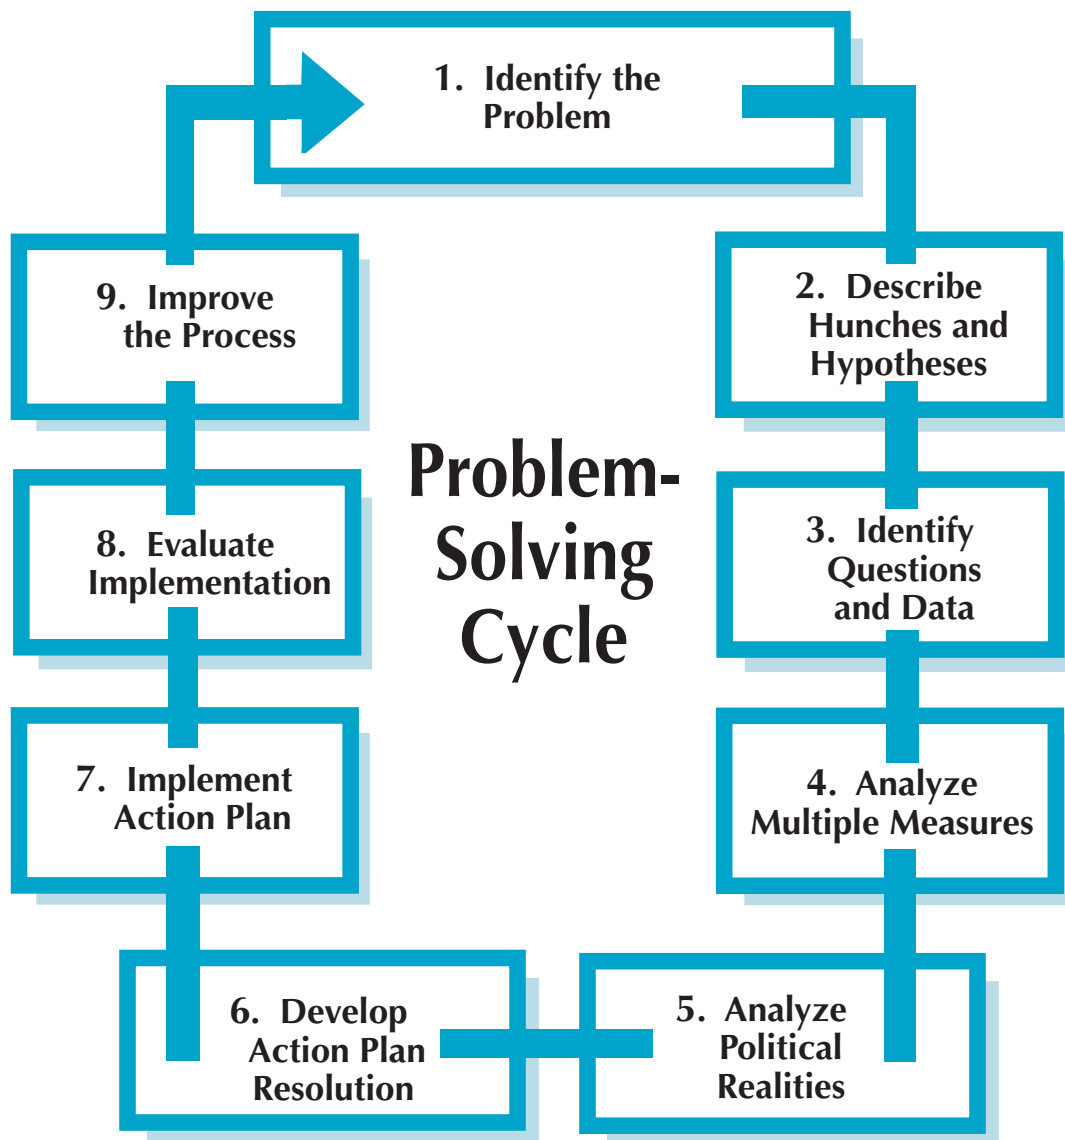 1. Identify the
Problem
2. Describe
Hunches and
Hypotheses
3. Identify
Questions
and Data
4. Analyze
Multiple Measures
5. Analyze
Political
Realities
6. Develop
Action Plan
Resolution
7. Implement
Action Plan
8. Evaluate
Implementation
9. Improve
the Process
Problem-
Solving
Cycle